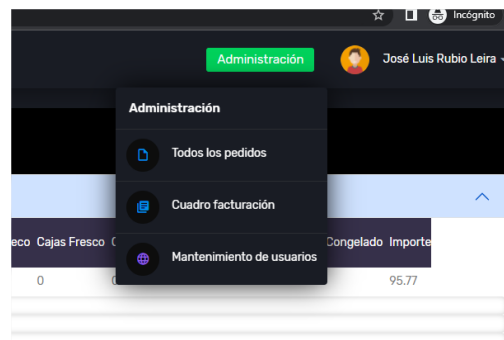 Incógnito
Administración
José Luis Rubio Leira
Administración
Todos los pedidos
Cuadro facturación
Mantenimiento de usuarios
Cajas Fresco Congelado Importe
0 95.77